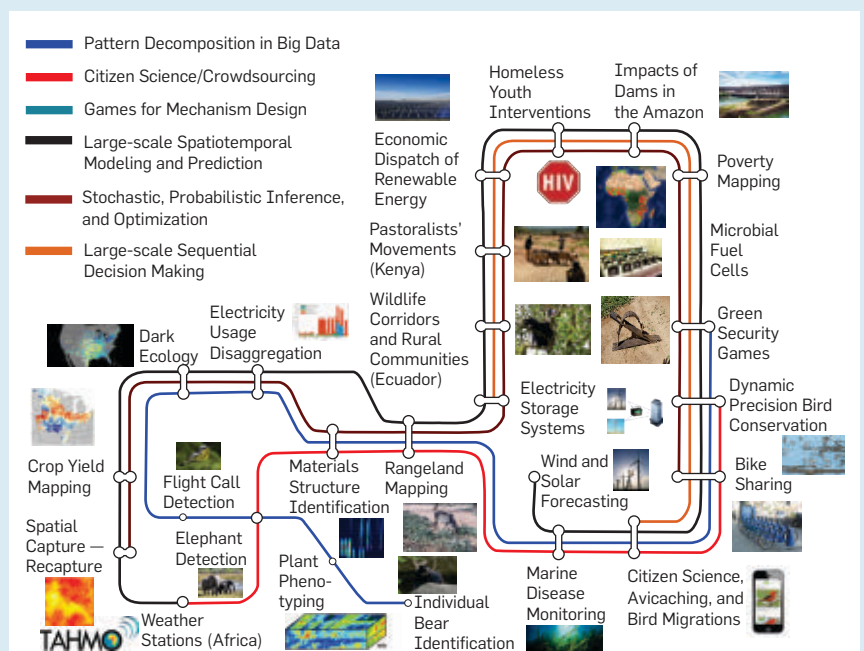 Pattern Decomposition in Big Data
Citizen Science/Crowdsourcing
Games for Mechanism Design
Large-scale Spatiotemporal
Modeling and Prediction
Stochastic, Probabilistic Inference,
and Optimization
Large-scale Sequential
Decision Making
Economic
Dispatch of
Renewable
Energy
Homeless
Youth
Interventions
Impacts of
Dams in
the Amazon
HIV
Poverty
Mapping
Pastoralists'
Movements
(Kenya)
Microbial
Fuel
Cells
Wildlife
Corridors
and Rural
Communities
(Ecuador)
Green
Security
Games
Dark
Ecology
Electricity
Usage
Disaggregation
Electricity
Storage
Systems
Dynamic
Precision Bird
Conservation
Crop Yield
Mapping
Flight Call
Detection
Materials
Structure
Identification
Rangeland
Mapping
Wind and
Solar
Forecasting
Bike
Sharing
Spatial
Capture —
Recapture
Elephant
Detection
Plant
Pheno-
typing
Individual
Bear
Identification
Marine
Disease
Monitoring
Citizen Science,
Avicaching, and
Bird Migrations
TAHMO
Weather
Stations (Africa)